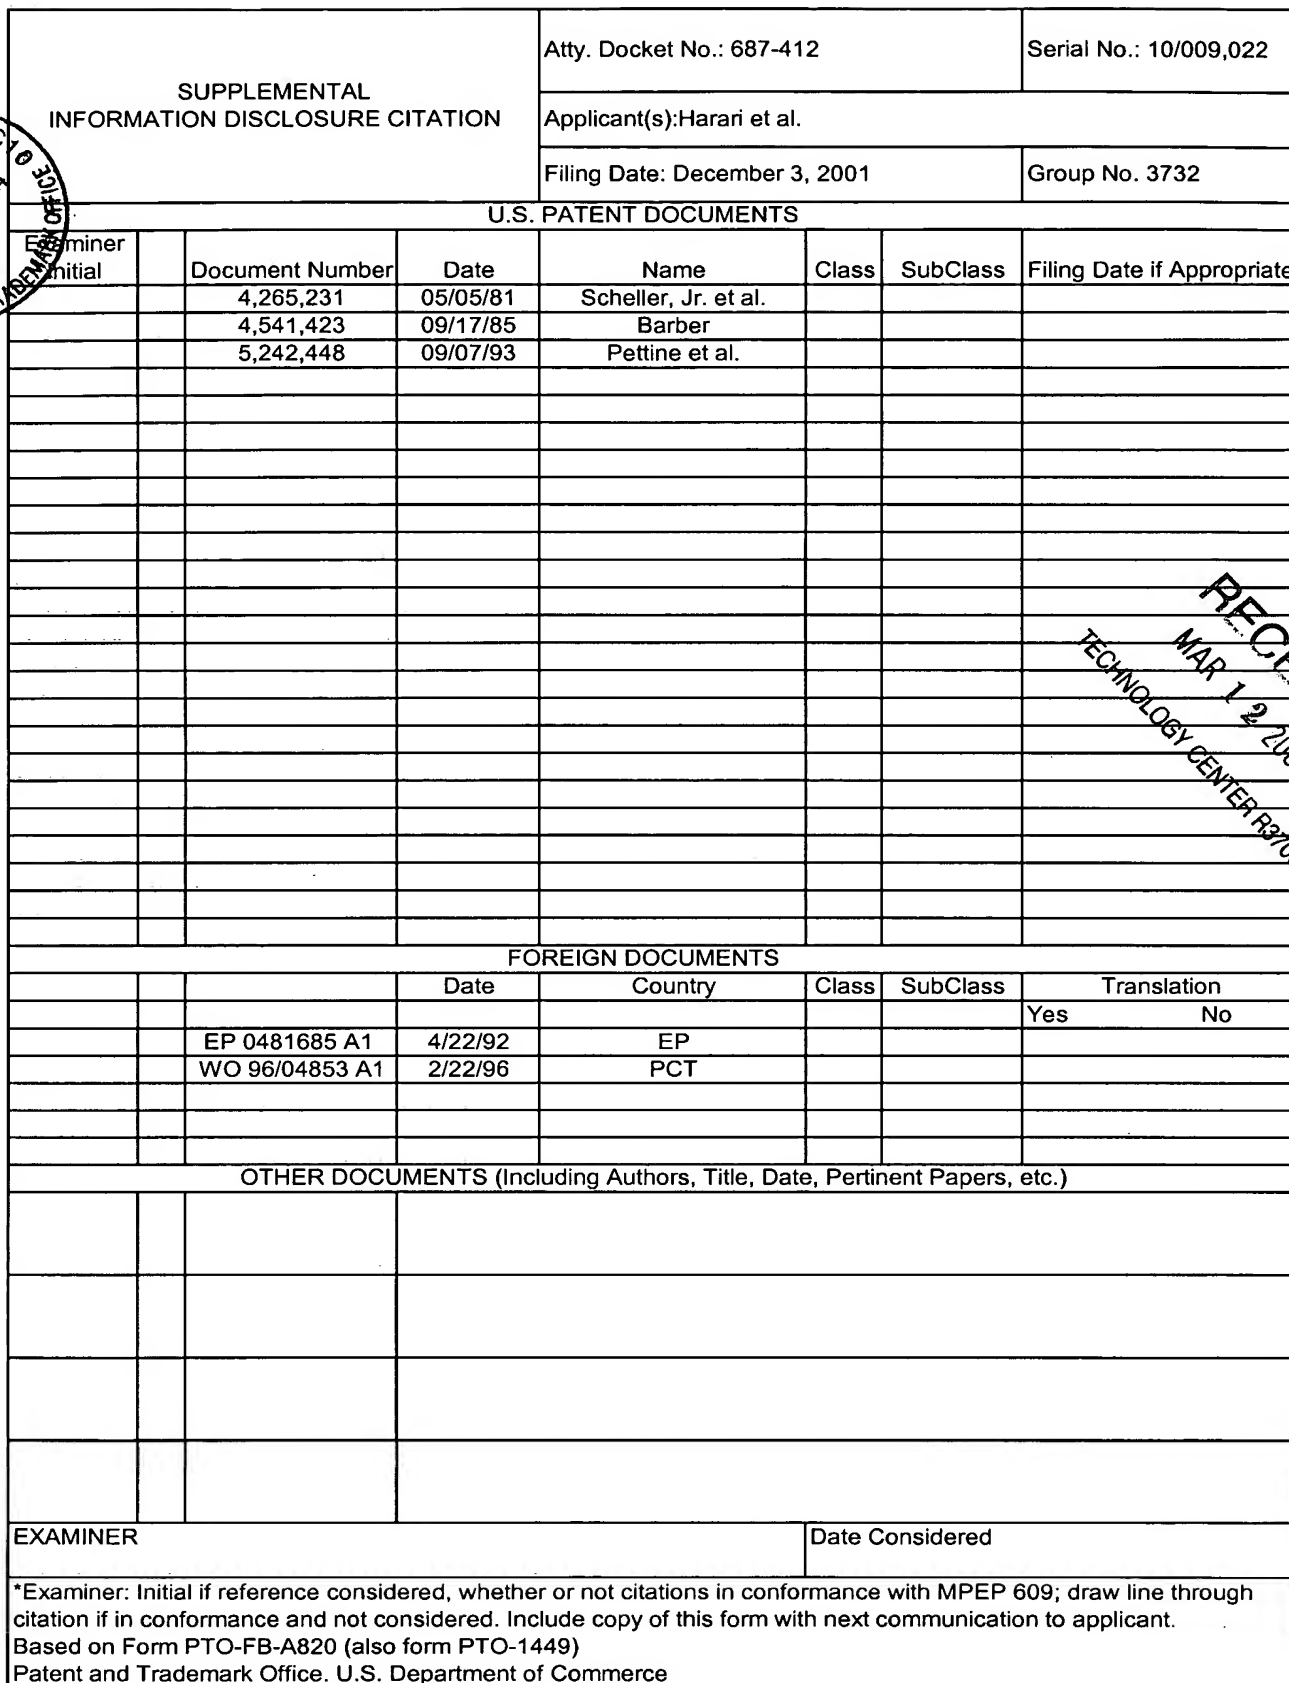 SUPPLEMENTAL
INFORMATION DISCLOSURE CITATION
Atty. Docket No.: 687-412
Serial No.: 10/009,022
Applicant(s):Harari et al.
Filing Date: December 3, 2001
Group No. 3732
OFFICE
U.S. PATENT DOCUMENTS
Examiner
Initial
Document Number Date Name Class SubClass Filing Date if Appropriate
4,265,231 05/05/81 Scheller, Jr. et al.
4,541,423 09/17/85 Barber
5,242,448 09/07/93 Pettine et al.
MAR 12
TECHNOLOGY CENTER
FOREIGN DOCUMENTS
Date Country Class SubClass Translation
Yes No
EP 0481685 A1 4/22/92 EP
WO 96/04853 A1 2/22/96 PCT
OTHER DOCUMENTS (Including Authors, Title, Date, Pertinent Papers, etc.)
EXAMINER
Date Considered
*Examiner: Initial if reference considered, whether or not citations in conformance with MPEP 609; draw line through
citation if in conformance and not considered. Include copy of this form with next communication to applicant.
Based on Form PTO-FB-A820 (also form PTO-1449)
Patent and Trademark Office. U.S. Department of Commerce